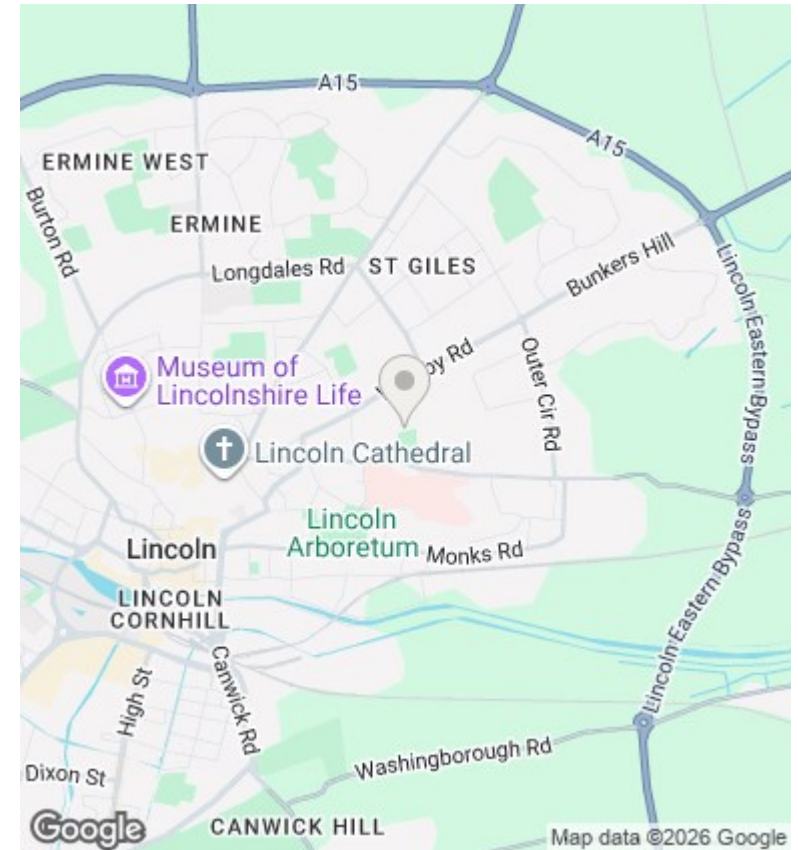 A15
A15
ERMINE WEST
Burton Rd
ERMINE
Longdales Rd
ST GILES
Bunkers Hill
Lincoln Eastern Bypass
Outer Cir Rd
Museum of
Lincolnshire Life
Lincoln Cathedral
Lincoln
Arboretum
Lincoln
Monks Rd
LINCOLN
CORNHILL
Lincoln Eastern Bypass
High St
Canwick Rd
Washingborough Rd
Dixon St
CANWICK HILL
Google
Map data ©2026 Google